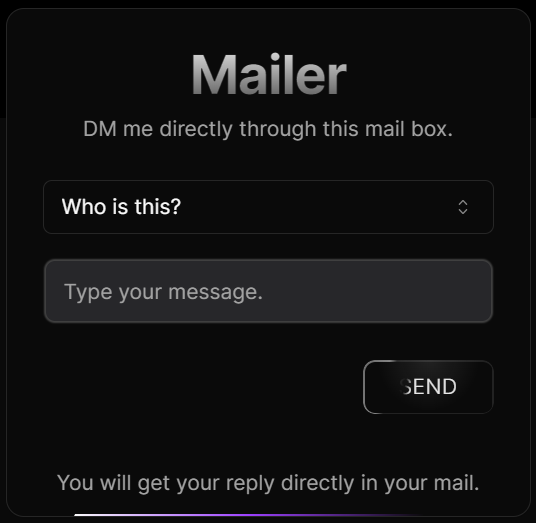 Mailer
DM me directly through this mail box.
Who is this?
Type your message.
SEND
You will get your reply directly in your mail.